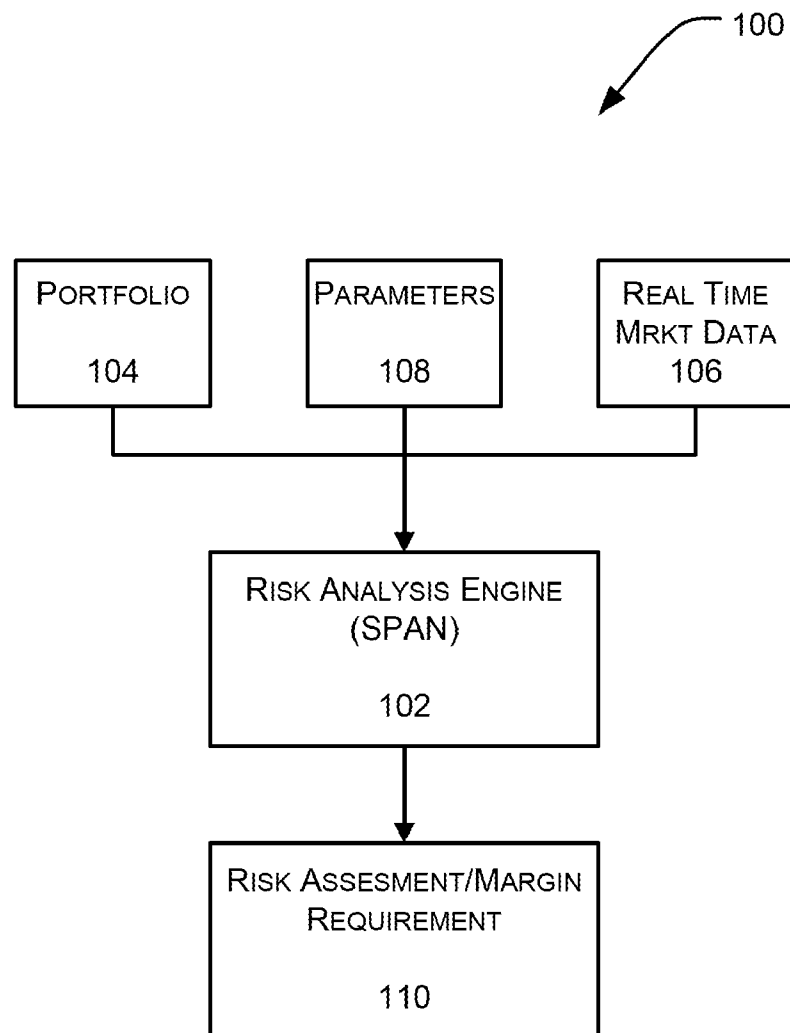 100
PORTFOLIO
104
PARAMETERS
108
REAL TIME
MRKT DATA
106
RISK ANALYSIS ENGINE
(SPAN)
102
RISK ASSESMENT/MARGIN
REQUIREMENT
110